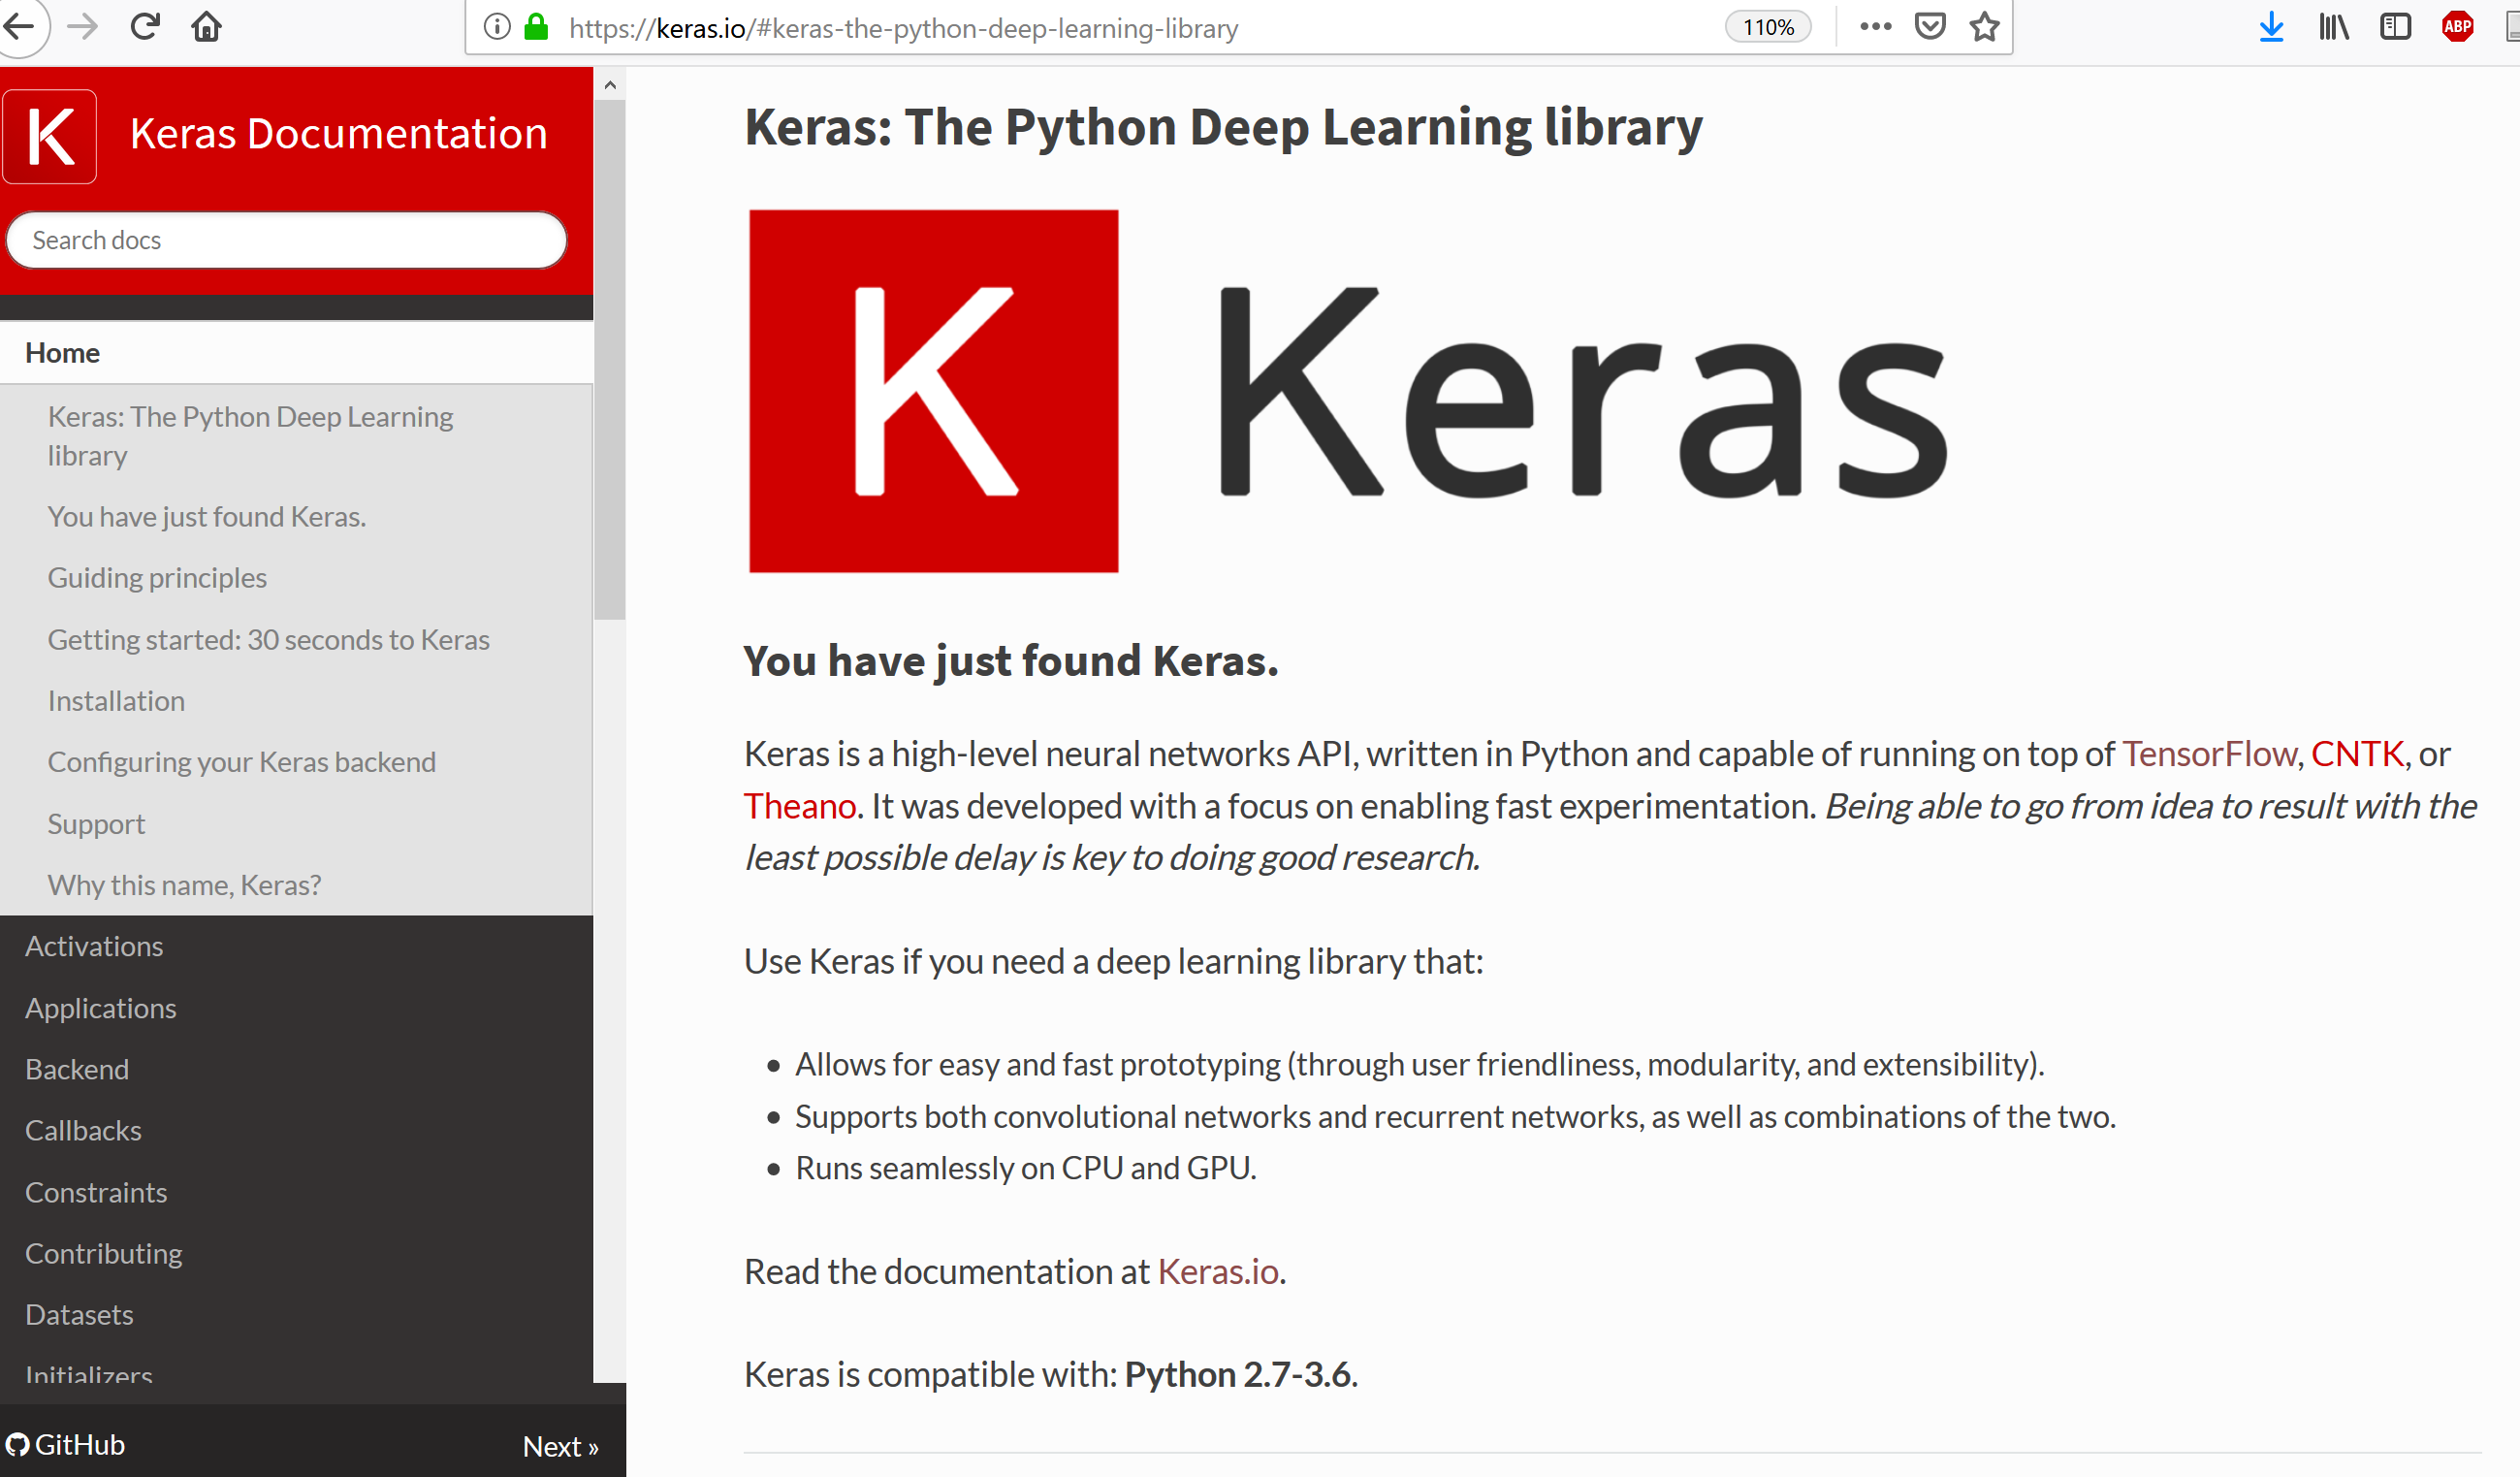 https://keras.io/#keras-the-python-deep-learning-library
110%
ABP
K
Keras Documentation
Search docs
Home
Keras: The Python Deep Learning
library
You have just found Keras.
Guiding principles
Getting started: 30 seconds to Keras
Installation
Configuring your Keras backend
Support
Why this name, Keras?
Activations
Applications
Backend
Callbacks
Constraints
Contributing
Datasets
Initializers
GitHub
Next »
Keras: The Python Deep Learning library
K Keras
You have just found Keras.
Keras is a high-level neural networks API, written in Python and capable of running on top of TensorFlow, CNTK, or
Theano. It was developed with a focus on enabling fast experimentation. Being able to go from idea to result with the
least possible delay is key to doing good research.
Use Keras if you need a deep learning library that:
• Allows for easy and fast prototyping (through user friendliness, modularity, and extensibility).
• Supports both convolutional networks and recurrent networks, as well as combinations of the two.
• Runs seamlessly on CPU and GPU.
Read the documentation at Keras.io.
Keras is compatible with: Python 2.7-3.6.